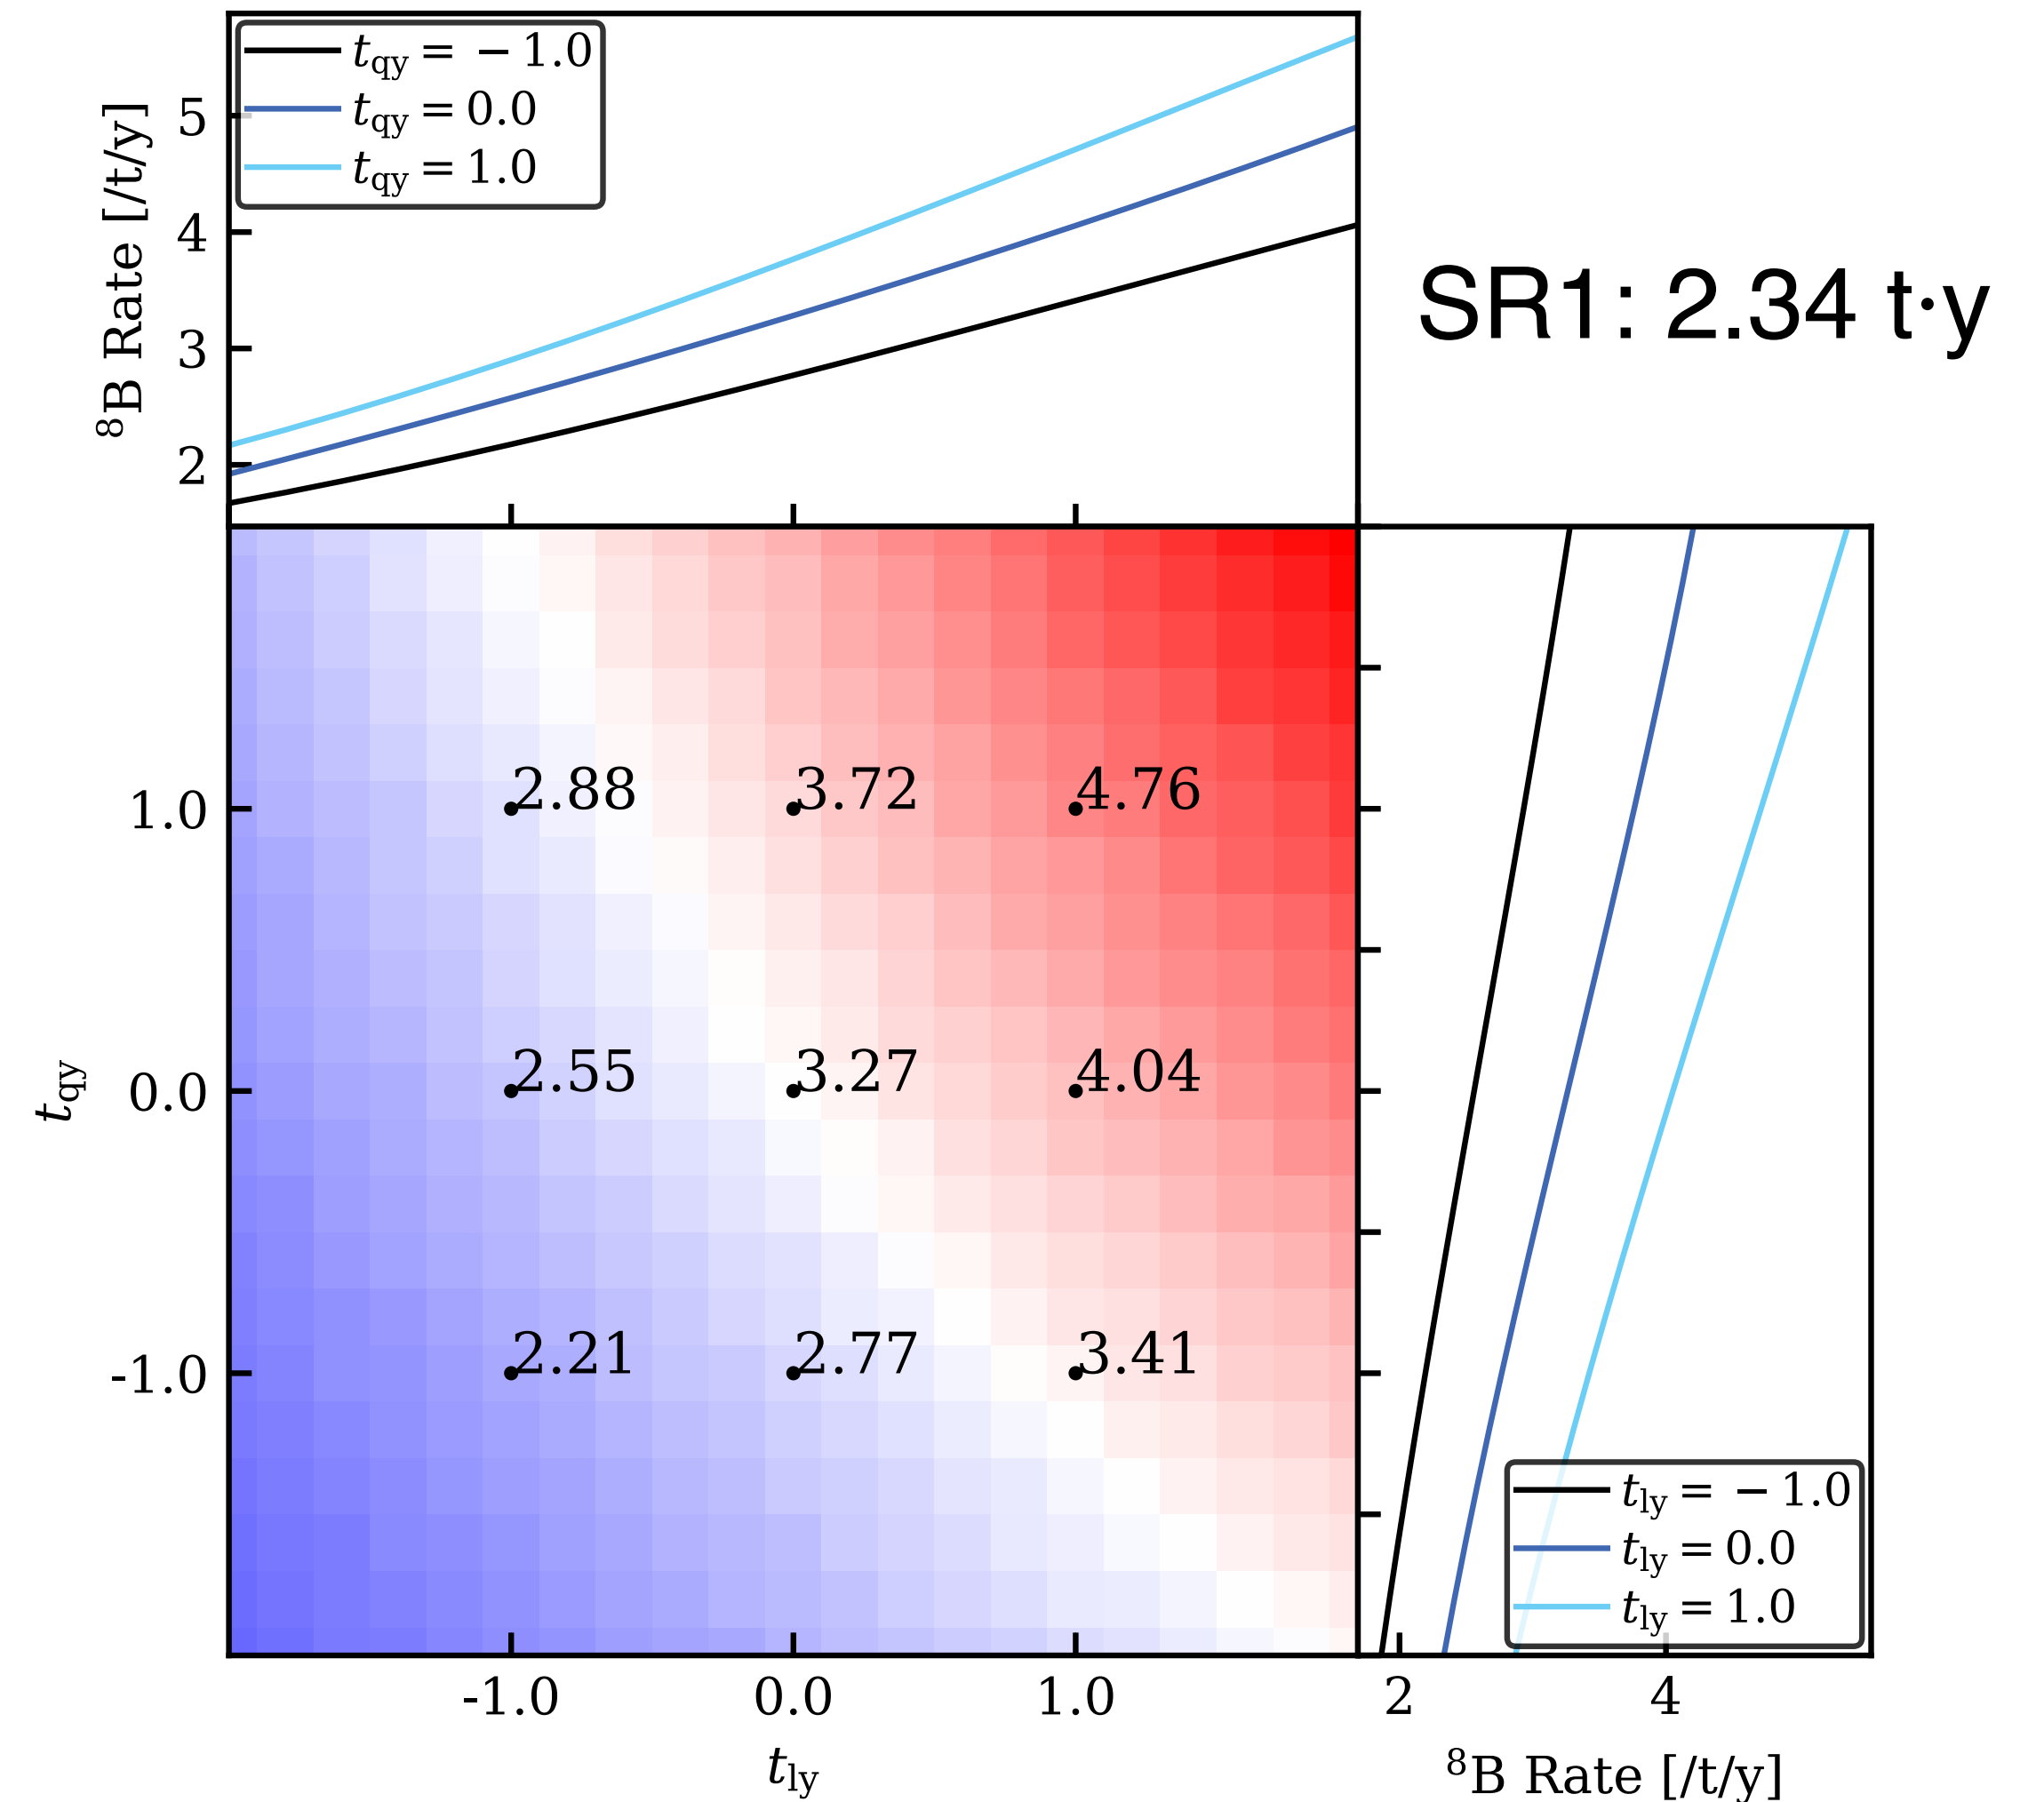 t_qy = −1.0
t_qy = 0.0
t_qy = 1.0
⁸B Rate [/t/y]
5
4
3
2
SR1: 2.34 t·y
2.88 3.72 4.76
2.55 3.27 4.04
2.21 2.77 3.41
t_qy
1.0
0.0
-1.0
t_ly = −1.0
t_ly = 0.0
t_ly = 1.0
-1.0 0.0 1.0
t_ly
2 4
⁸B Rate [/t/y]